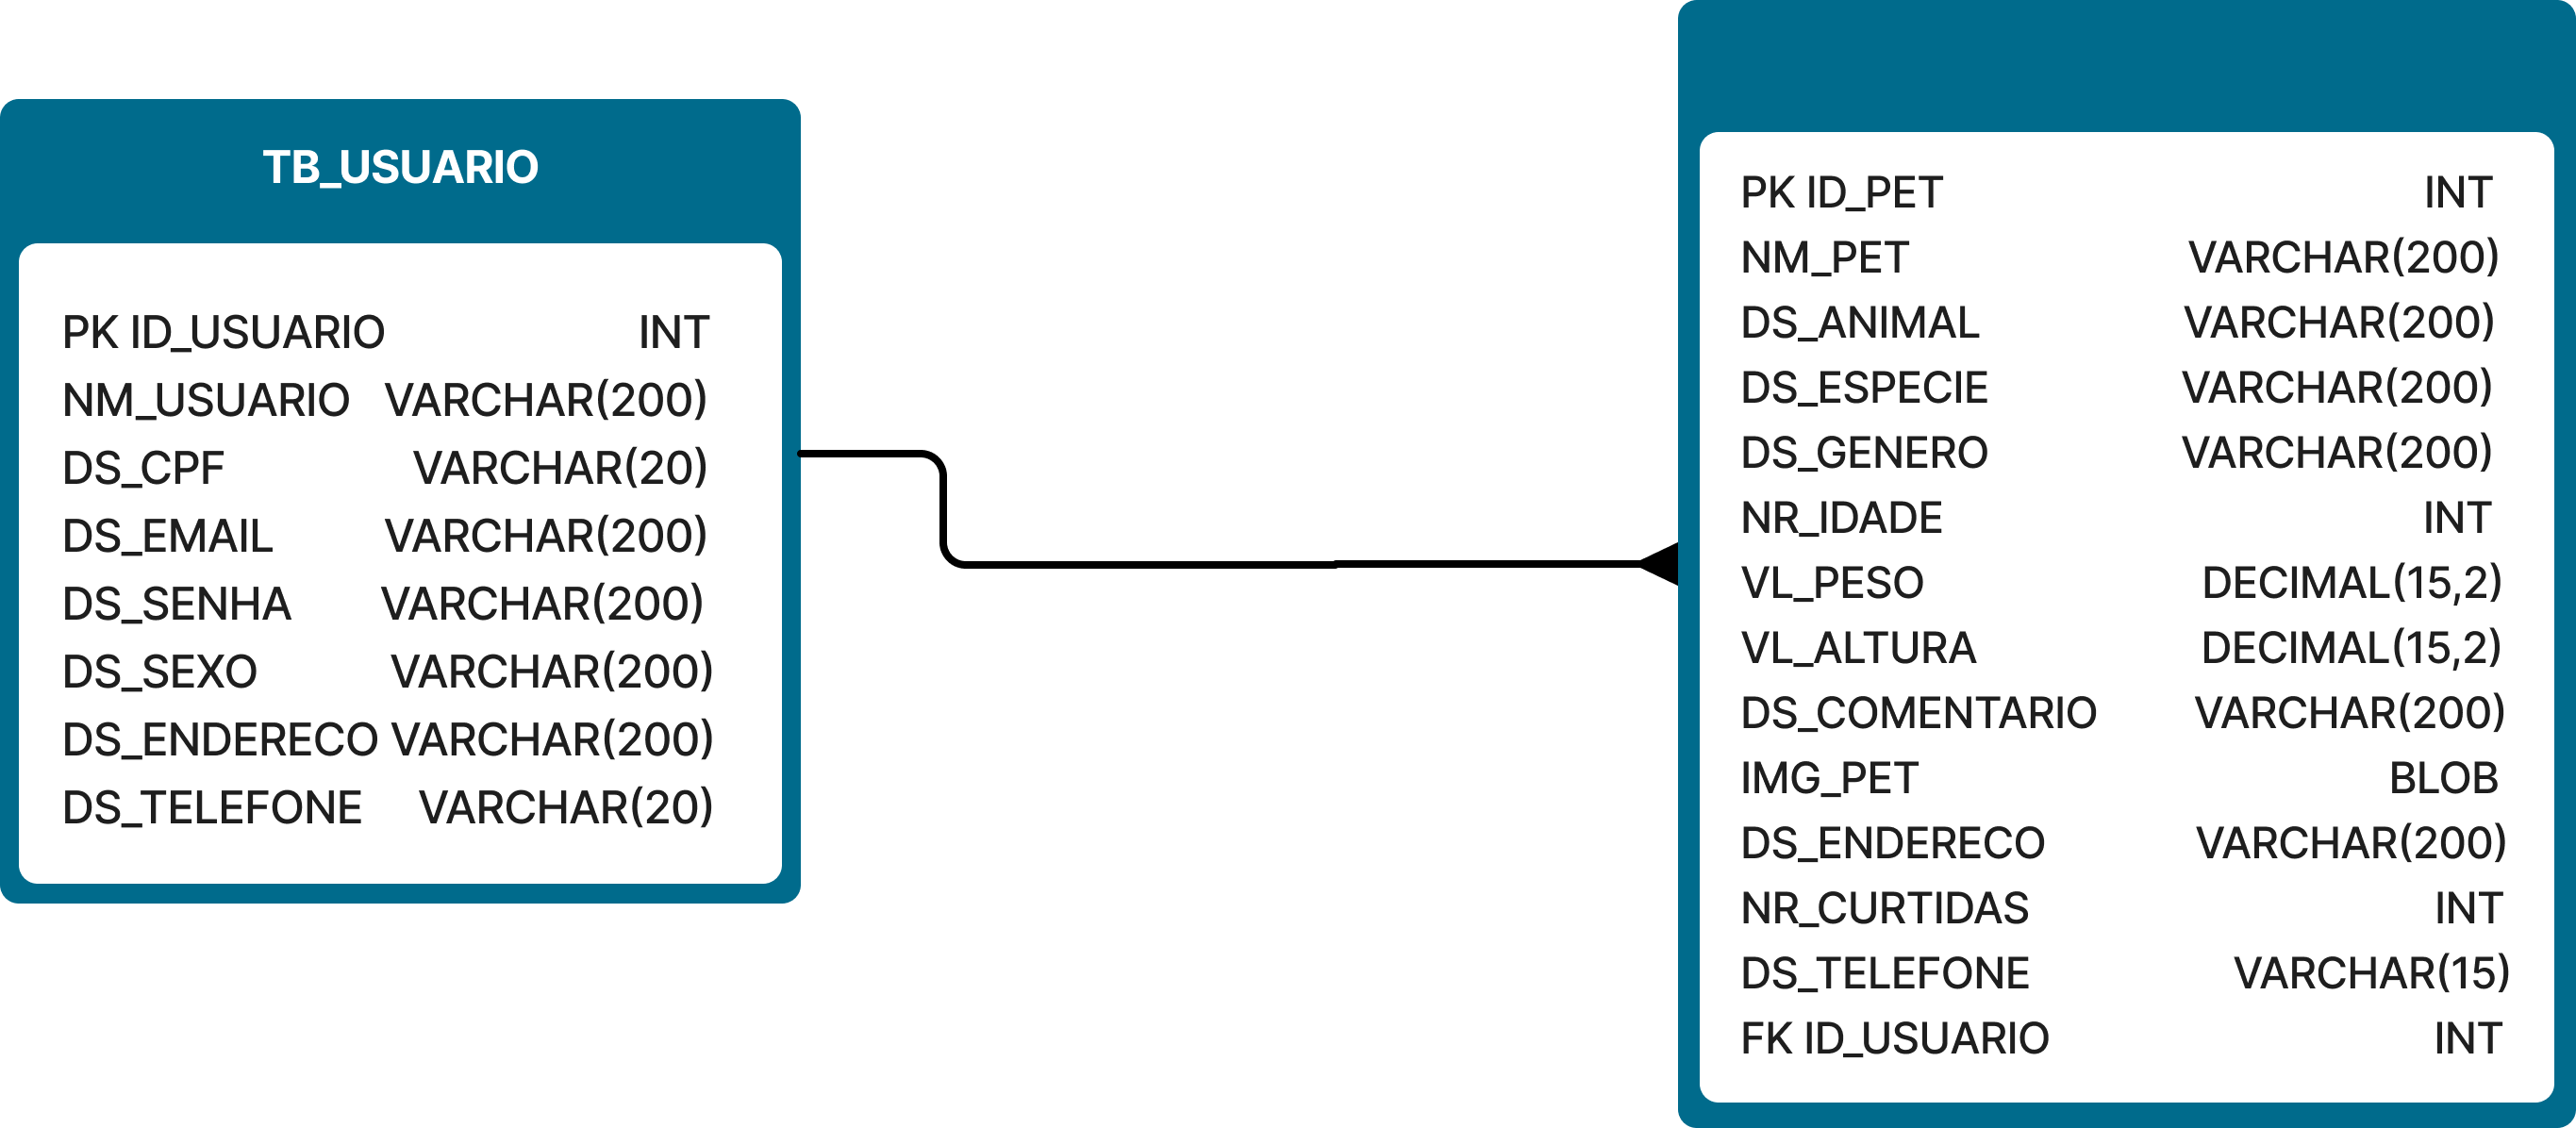 TB_USUARIO
PK ID_USUARIO INT
NM_USUARIO VARCHAR(200)
DS_CPF VARCHAR(20)
DS_EMAIL VARCHAR(200)
DS_SENHA VARCHAR(200)
DS_SEXO VARCHAR(200)
DS_ENDERECO VARCHAR(200)
DS_TELEFONE VARCHAR(20)
PK ID_PET INT
NM_PET VARCHAR(200)
DS_ANIMAL VARCHAR(200)
DS_ESPECIE VARCHAR(200)
DS_GENERO VARCHAR(200)
NR_IDADE INT
VL_PESO DECIMAL(15,2)
VL_ALTURA DECIMAL(15,2)
DS_COMENTARIO VARCHAR(200)
IMG_PET BLOB
DS_ENDERECO VARCHAR(200)
NR_CURTIDAS INT
DS_TELEFONE VARCHAR(15)
FK ID_USUARIO INT